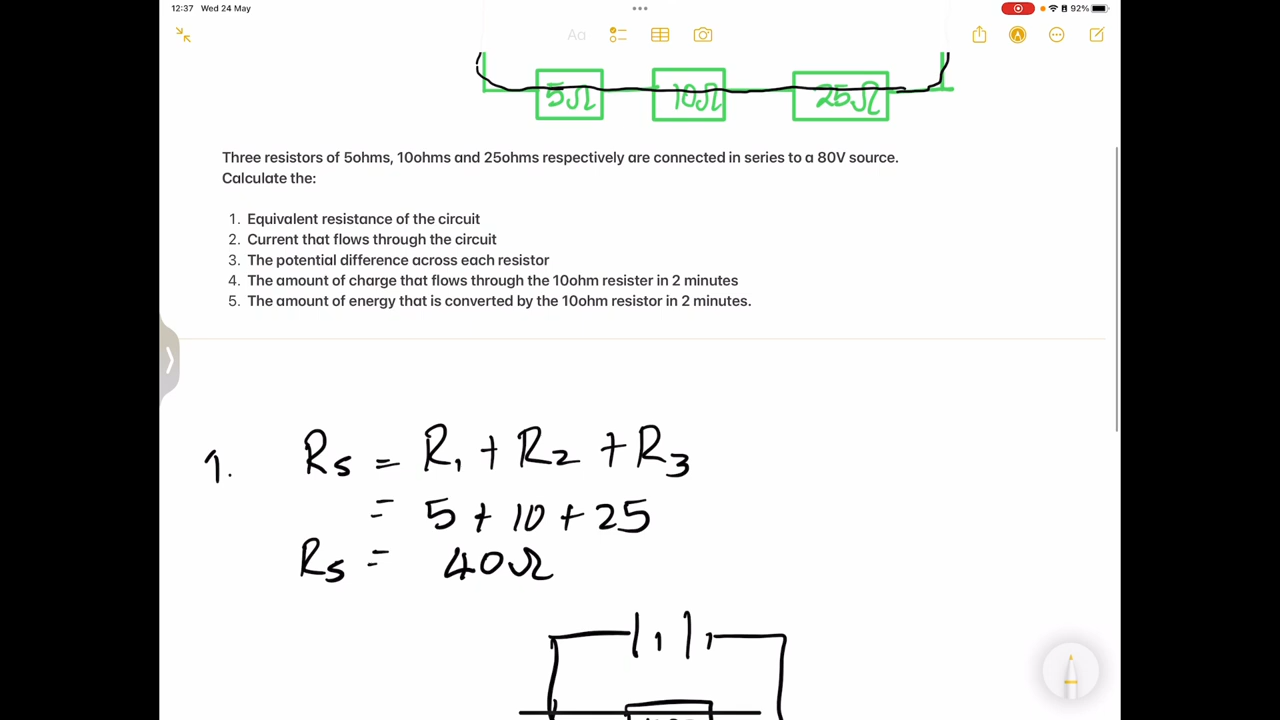 12:37 Wed 24 May
92%
Aa
5Ω 10Ω 25Ω
Three resistors of 5ohms, 10ohms and 25ohms respectively are connected in series to a 80V source.
Calculate the:
1. Equivalent resistance of the circuit
2. Current that flows through the circuit
3. The potential difference across each resistor
4. The amount of charge that flows through the 10ohm resister in 2 minutes
5. The amount of energy that is converted by the 10ohm resistor in 2 minutes.
1. Rs = R1 + R2 + R3
= 5 + 10 + 25
Rs = 40Ω